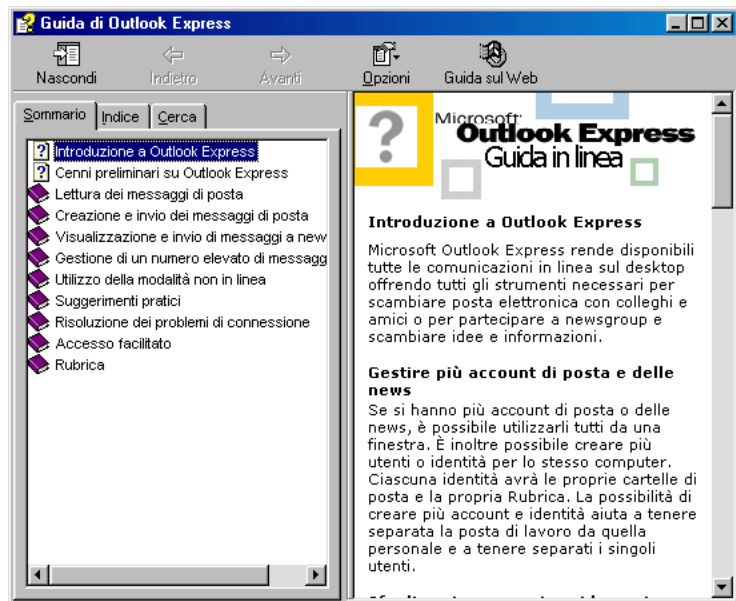 Guida di Outlook Express
Nascondi Indietro Avanti Opzioni Guida sul Web
Sommario Indice Cerca
Introduzione a Outlook Express
Cenni preliminari su Outlook Express
Lettura dei messaggi di posta
Creazione e invio dei messaggi di posta
Visualizzazione e invio di messaggi a new
Gestione di un numero elevato di messagg
Utilizzo della modalità non in linea
Suggerimenti pratici
Risoluzione dei problemi di connessione
Accesso facilitato
Rubrica
Microsoft
Outlook Express
Guida in linea
Introduzione a Outlook Express
Microsoft Outlook Express rende disponibili
tutte le comunicazioni in linea sul desktop
offrendo tutti gli strumenti necessari per
scambiare posta elettronica con colleghi e
amici o per partecipare a newsgroup e
scambiare idee e informazioni.
Gestire più account di posta e delle
news
Se si hanno più account di posta o delle
news, è possibile utilizzarli tutti da una
finestra. È inoltre possibile creare più
utenti o identità per lo stesso computer.
Ciascuna identità avrà le proprie cartelle di
posta e la propria Rubrica. La possibilità di
creare più account e identità aiuta a tenere
separata la posta di lavoro da quella
personale e a tenere separati i singoli
utenti.